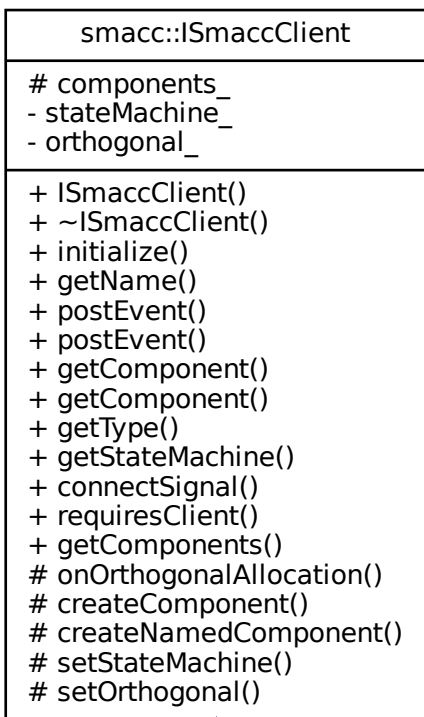 smacc::ISmaccClient
# components_
- stateMachine_
- orthogonal_
+ ISmaccClient()
+ ~ISmaccClient()
+ initialize()
+ getName()
+ postEvent()
+ postEvent()
+ getComponent()
+ getComponent()
+ getType()
+ getStateMachine()
+ connectSignal()
+ requiresClient()
+ getComponents()
# onOrthogonalAllocation()
# createComponent()
# createNamedComponent()
# setStateMachine()
# setOrthogonal()